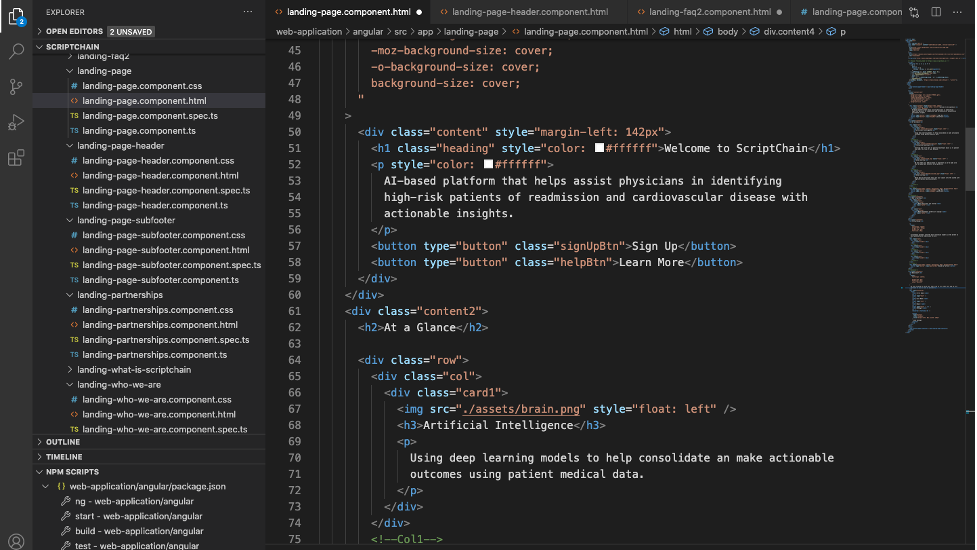 EXPLORER
OPEN EDITORS 2 UNSAVED
SCRIPTCHAIN
landing-faq2
landing-page
# landing-page.component.css
<> landing-page.component.html
TS landing-page.component.spec.ts
TS landing-page.component.ts
landing-page-header
# landing-page-header.component.css
<> landing-page-header.component.html
TS landing-page-header.component.spec.ts
TS landing-page-header.component.ts
landing-page-subfooter
# landing-page-subfooter.component.css
<> landing-page-subfooter.component.html
TS landing-page-subfooter.component.spec.ts
TS landing-page-subfooter.component.ts
landing-partnerships
# landing-partnerships.component.css
<> landing-partnerships.component.html
TS landing-partnerships.component.spec.ts
TS landing-partnerships.component.ts
landing-what-is-scriptchain
landing-who-we-are
# landing-who-we-are.component.css
<> landing-who-we-are.component.html
TS landing-who-we-are.component.spec.ts
OUTLINE
TIMELINE
NPM SCRIPTS
{} web-application/angular/package.json
ng - web-application/angular
start - web-application/angular
build - web-application/angular
test - web-application/angular
2
<> landing-page.component.html
<> landing-page-header.component.html
<> landing-faq2.component.html
# landing-page.compon
web-application > angular > src > app > landing-page > <> landing-page.component.html > html > body > div.content4 > p
45 -moz-background-size: cover;
46 -o-background-size: cover;
47 background-size: cover;
48 "
49 >
50 <div class="content" style="margin-left: 142px">
51 <h1 class="heading" style="color: #ffffff">Welcome to ScriptChain</h1>
52 <p style="color: #ffffff">
53 AI-based platform that helps assist physicians in identifying
54 high-risk patients of readmission and cardiovascular disease with
55 actionable insights.
56 </p>
57 <button type="button" class="signUpBtn">Sign Up</button>
58 <button type="button" class="helpBtn">Learn More</button>
59 </div>
60 </div>
61 <div class="content2">
62 <h2>At a Glance</h2>
63
64 <div class="row">
65 <div class="col">
66 <div class="card1">
67 <img src="./assets/brain.png" style="float: left" />
68 <h3>Artificial Intelligence</h3>
69 <p>
70 Using deep learning models to help consolidate an make actionable
71 outcomes using patient medical data.
72 </p>
73 </div>
74 </div>
75 <!--Col1-->